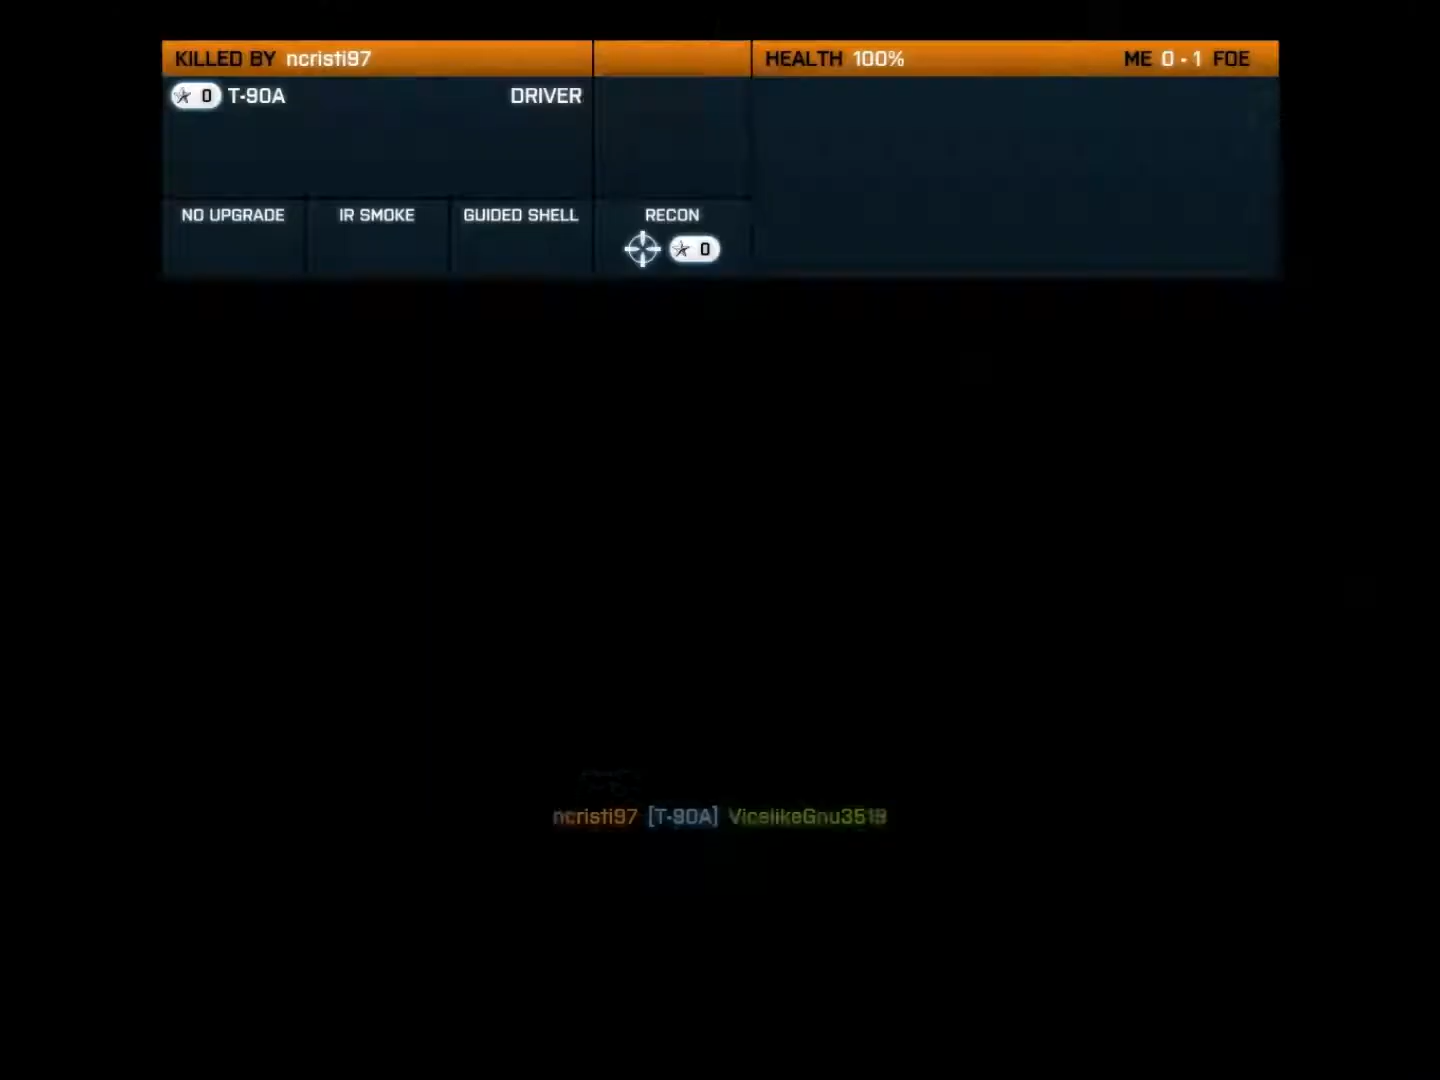 KILLED BY ncristi97
HEALTH 100%
ME 0 - 1 FOE
0 T-90A
DRIVER
NO UPGRADE
IR SMOKE
GUIDED SHELL
RECON
0
ncristi97 [T-90A] VicelikeGnu3519